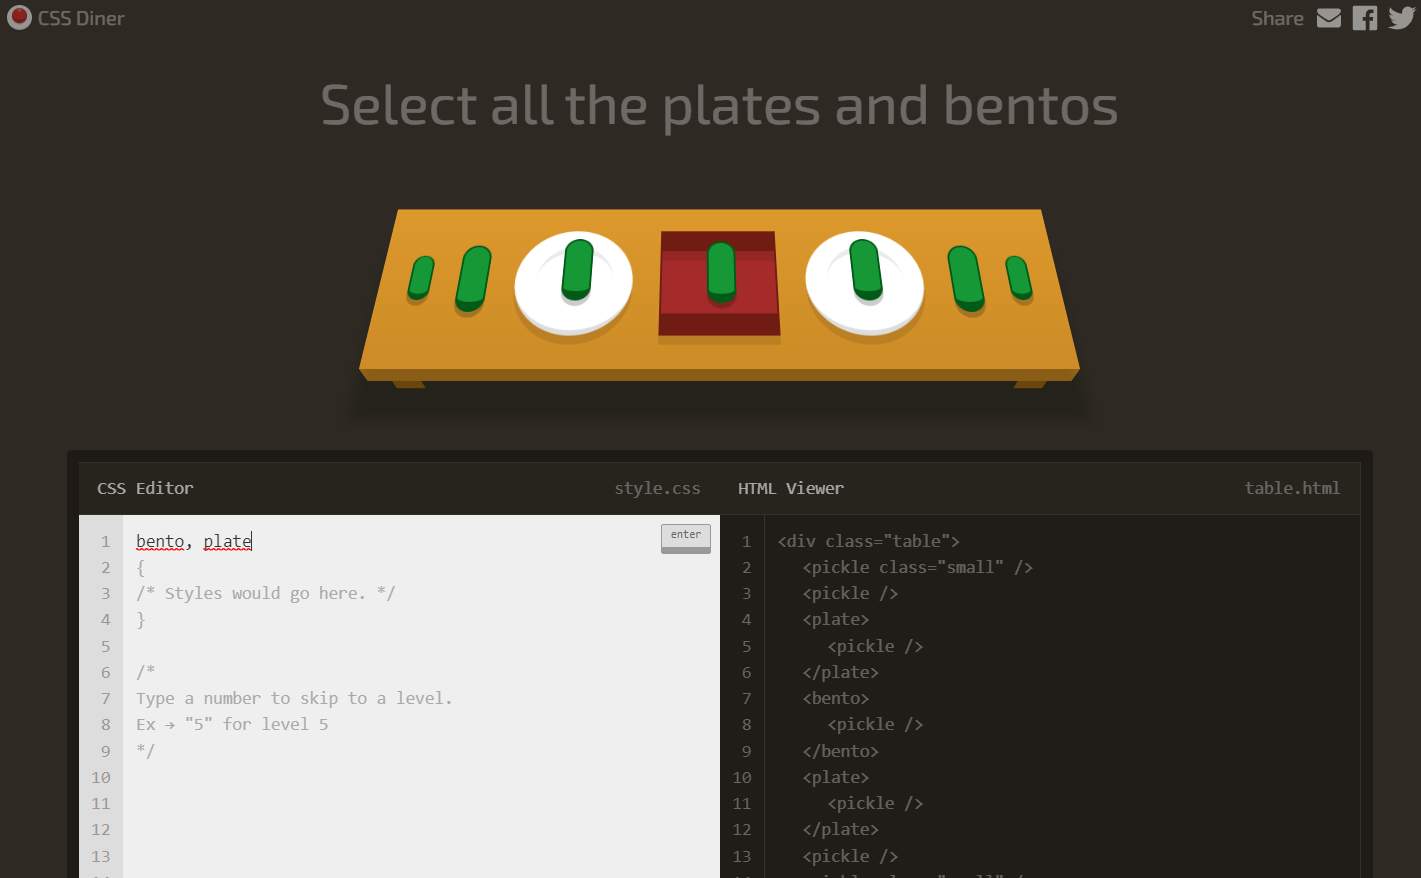 CSS Diner
Share
Select all the plates and bentos
CSS Editor
style.css
HTML Viewer
table.html
1 bento, plate
enter
2 {
3 /* Styles would go here. */
4 }
5
6 /*
7 Type a number to skip to a level.
8 Ex → "5" for level 5
9 */
10
11
12
13
1 <div class="table">
2 <pickle class="small" />
3 <pickle />
4 <plate>
5 <pickle />
6 </plate>
7 <bento>
8 <pickle />
9 </bento>
10 <plate>
11 <pickle />
12 </plate>
13 <pickle />